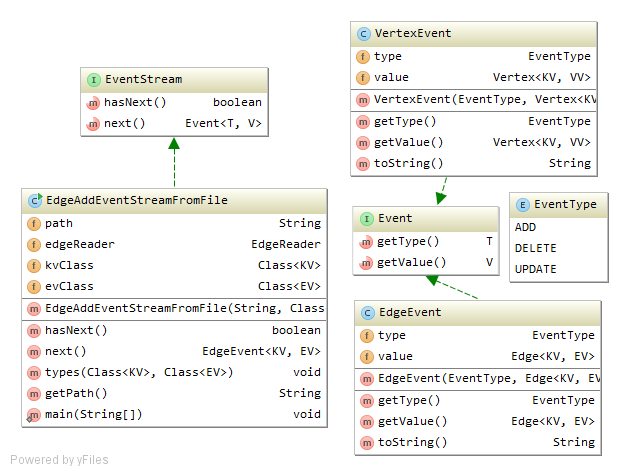 EventStream
hasNext() boolean
next() Event<T, V>
EdgeAddEventStreamFromFile
path String
edgeReader EdgeReader
kvClass Class<KV>
evClass Class<EV>
EdgeAddEventStreamFromFile(String, Class
hasNext() boolean
next() EdgeEvent<KV, EV>
types(Class<KV>, Class<EV>) void
getPath() String
main(String[]) void
VertexEvent
type EventType
value Vertex<KV, VV>
VertexEvent(EventType, Vertex<KV
getType() EventType
getValue() Vertex<KV, VV>
toString() String
Event
getType() T
getValue() V
EventType
ADD
DELETE
UPDATE
EdgeEvent
type EventType
value Edge<KV, EV>
EdgeEvent(EventType, Edge<KV, EV
getType() EventType
getValue() Edge<KV, EV>
toString() String
Powered by yFiles